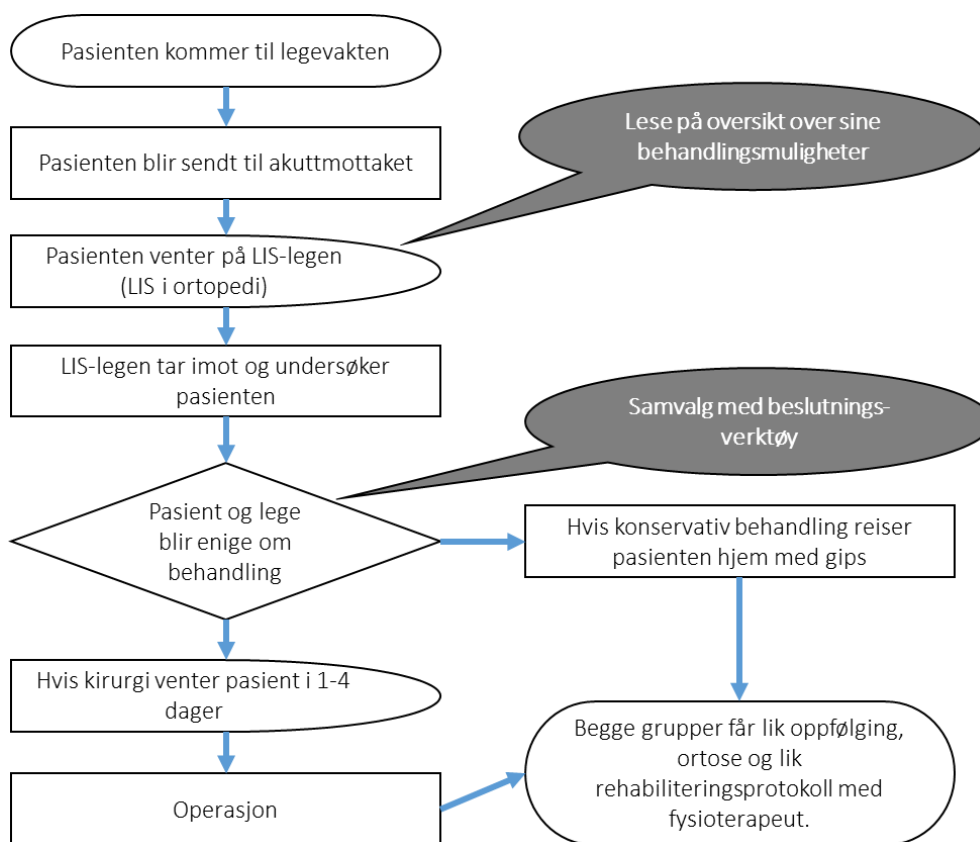 Pasienten kommer til legevakten
Pasienten blir sendt til akuttmottaket
Lese på oversikt over sine
behandlingsmuligheter
Pasienten venter på LIS-legen
(LIS i ortopedi)
LIS-legen tar imot og undersøker
pasienten
Samvalg med beslutnings-
verktøy
Pasient og lege
blir enige om
behandling
Hvis konservativ behandling reiser
pasienten hjem med gips
Hvis kirurgi venter pasient i 1-4
dager
Operasjon
Begge grupper får lik oppfølging,
ortose og lik
rehabiliteringsprotokoll med
fysioterapeut.